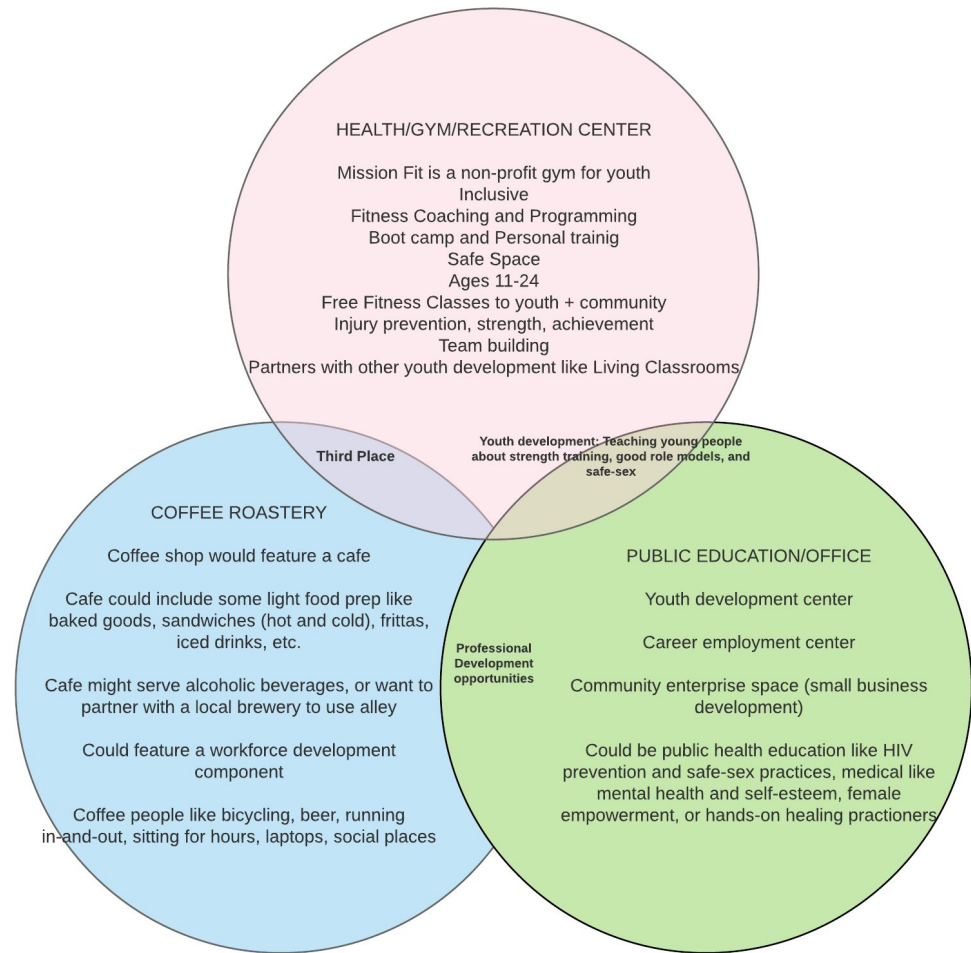 HEALTH/GYM/RECREATION CENTER
Mission Fit is a non-profit gym for youth
Inclusive
Fitness Coaching and Programming
Boot camp and Personal trainig
Safe Space
Ages 11-24
Free Fitness Classes to youth + community
Injury prevention, strength, achievement
Team building
Partners with other youth development like Living Classrooms
Third Place
Youth development: Teaching young people
about strength training, good role models, and
safe-sex
COFFEE ROASTERY
Coffee shop would feature a cafe
Cafe could include some light food prep like
baked goods, sandwiches (hot and cold), frittas,
iced drinks, etc.
Cafe might serve alcoholic beverages, or want to
partner with a local brewery to use alley
Could feature a workforce development
component
Coffee people like bicycling, beer, running
in-and-out, sitting for hours, laptops, social places
Professional
Development
opportunities
PUBLIC EDUCATION/OFFICE
Youth development center
Career employment center
Community enterprise space (small business
development)
Could be public health education like HIV
prevention and safe-sex practices, medical like
mental health and self-esteem, female
empowerment, or hands-on healing practioners